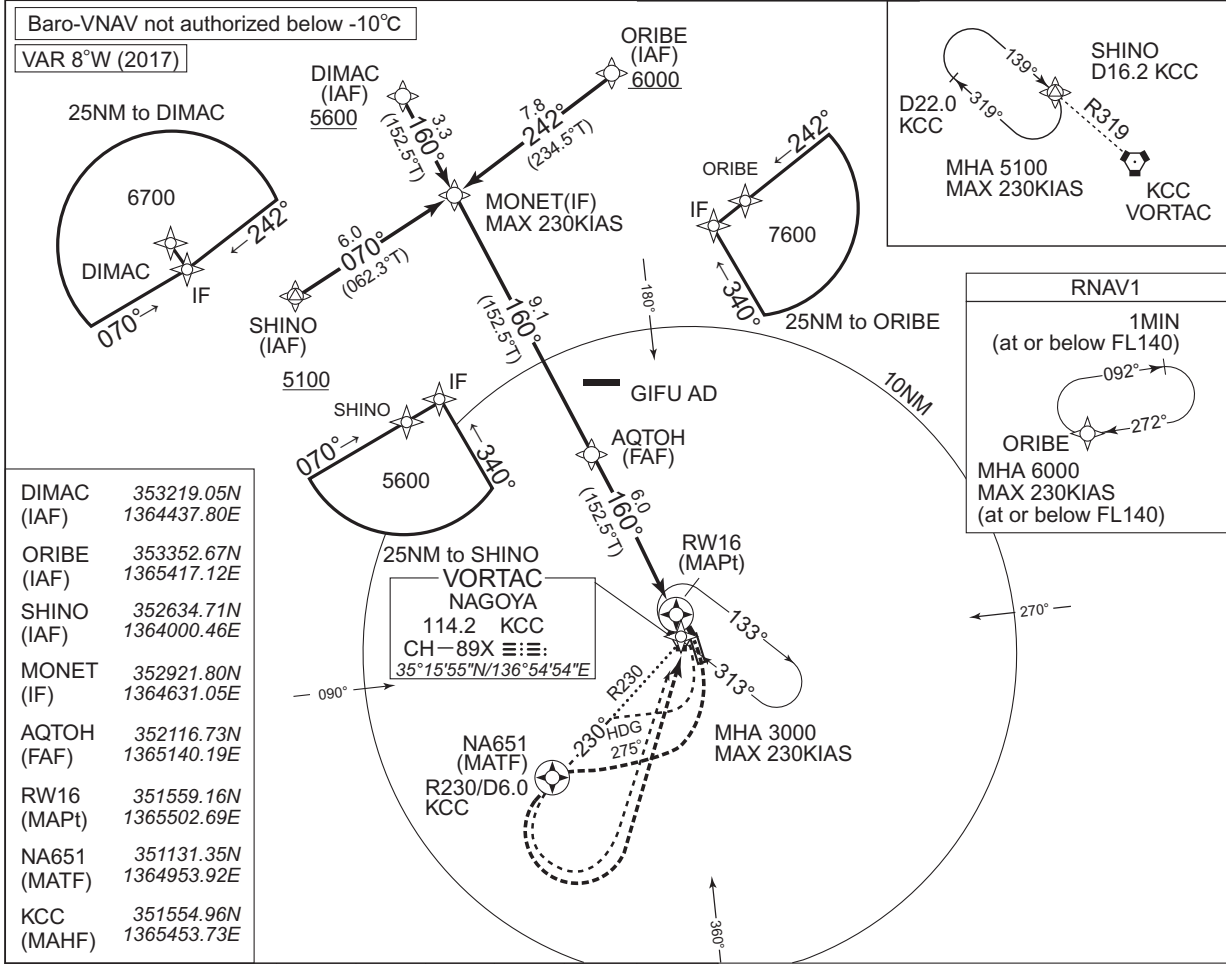 Baro-VNAV not authorized below -10°C
VAR 8°W (2017)
25NM to DIMAC
6700
DIMAC
IF
← 242°
070° →
DIMAC
(IAF)
5600
3.3
160°
(152.5°T)
ORIBE
(IAF)
6000
7.8
242°
(234.5°T)
MONET(IF)
MAX 230KIAS
6.0
070°
(062.3°T)
SHINO
(IAF)
5100
9.1
160°
(152.5°T)
ORIBE
IF
← 242°
7600
← 340°
25NM to ORIBE
139°
319°
SHINO
D16.2 KCC
D22.0
KCC
R319
MHA 5100
MAX 230KIAS
KCC
VORTAC
RNAV1
1MIN
(at or below FL140)
092°
272°
ORIBE
MHA 6000
MAX 230KIAS
(at or below FL140)
180°
GIFU AD
10NM
AQTOH
(FAF)
SHINO
IF
070° →
5600
← 340°
25NM to SHINO
6.0
160°
(152.5°T)
RW16
(MAPt)
VORTAC
NAGOYA
114.2 KCC
CH−89X
35°15'55"N/136°54'54"E
133°
313°
270°
090°
R230
230°
HDG
275°
MHA 3000
MAX 230KIAS
NA651
(MATF)
R230/D6.0
KCC
360°
DIMAC 353219.05N
(IAF) 1364437.80E
ORIBE 353352.67N
(IAF) 1365417.12E
SHINO 352634.71N
(IAF) 1364000.46E
MONET 352921.80N
(IF) 1364631.05E
AQTOH 352116.73N
(FAF) 1365140.19E
RW16 351559.16N
(MAPt) 1365502.69E
NA651 351131.35N
(MATF) 1364953.92E
KCC 351554.96N
(MAHF) 1365453.73E